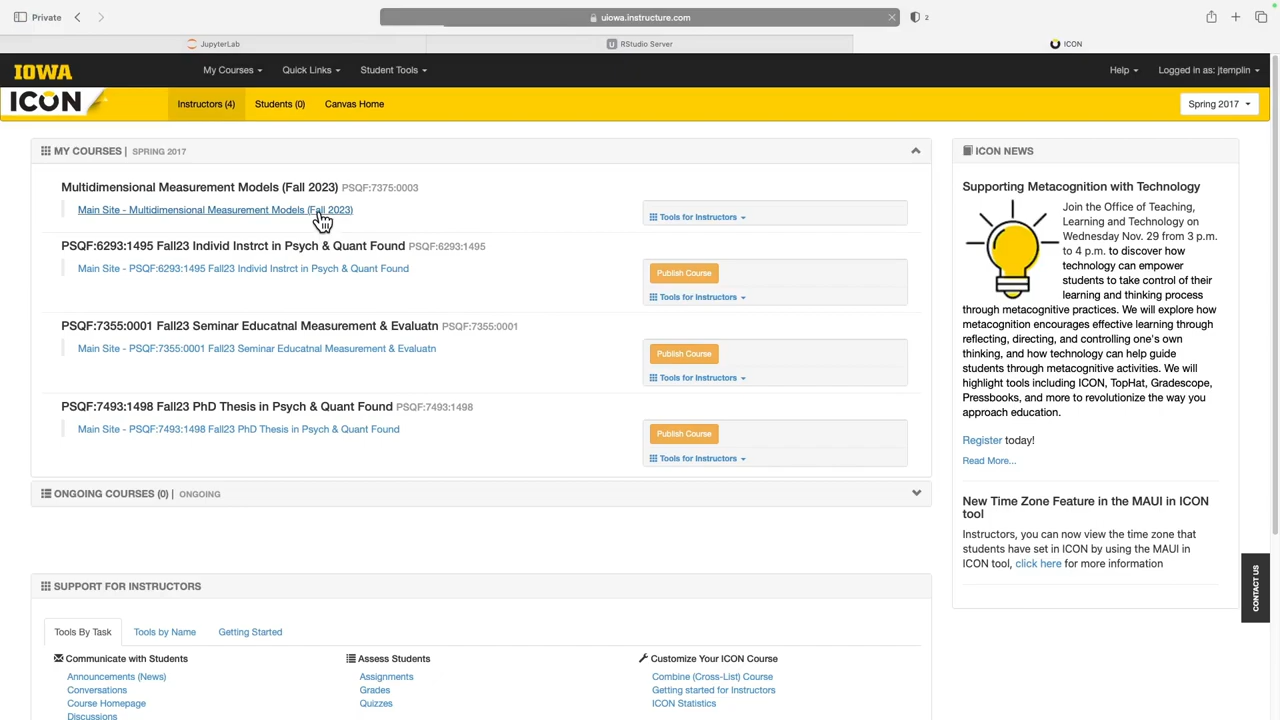 Private
uiowa.instructure.com
2
JupyterLab
RStudio Server
ICON
IOWA
My Courses
Quick Links
Student Tools
Help
Logged in as: jtemplin
ICON
Instructors (4)
Students (0)
Canvas Home
Spring 2017
MY COURSES | SPRING 2017
Multidimensional Measurement Models (Fall 2023) PSQF:7375:0003
Main Site - Multidimensional Measurement Models (Fall 2023)
Tools for Instructors
PSQF:6293:1495 Fall23 Individ Instrct in Psych & Quant Found PSQF:6293:1495
Main Site - PSQF:6293:1495 Fall23 Individ Instrct in Psych & Quant Found
Publish Course
Tools for Instructors
PSQF:7355:0001 Fall23 Seminar Educatnal Measurement & Evaluatn PSQF:7355:0001
Main Site - PSQF:7355:0001 Fall23 Seminar Educatnal Measurement & Evaluatn
Publish Course
Tools for Instructors
PSQF:7493:1498 Fall23 PhD Thesis in Psych & Quant Found PSQF:7493:1498
Main Site - PSQF:7493:1498 Fall23 PhD Thesis in Psych & Quant Found
Publish Course
Tools for Instructors
ONGOING COURSES (0) | ONGOING
SUPPORT FOR INSTRUCTORS
Tools By Task
Tools by Name
Getting Started
Communicate with Students
Announcements (News)
Conversations
Course Homepage
Discussions
Assess Students
Assignments
Grades
Quizzes
Customize Your ICON Course
Combine (Cross-List) Course
Getting started for Instructors
ICON Statistics
ICON NEWS
Supporting Metacognition with Technology
Join the Office of Teaching,
Learning and Technology on
Wednesday Nov. 29 from 3 p.m.
to 4 p.m. to discover how
technology can empower
students to take control of their
learning and thinking process
through metacognitive practices. We will explore how
metacognition encourages effective learning through
reflecting, directing, and controlling one's own
thinking, and how technology can help guide
students through metacognitive activities. We will
highlight tools including ICON, TopHat, Gradescope,
Pressbooks, and more to revolutionize the way you
approach education.
Register today!
Read More...
New Time Zone Feature in the MAUI in ICON
tool
Instructors, you can now view the time zone that
students have set in ICON by using the MAUI in
ICON tool, click here for more information
CONTACT US